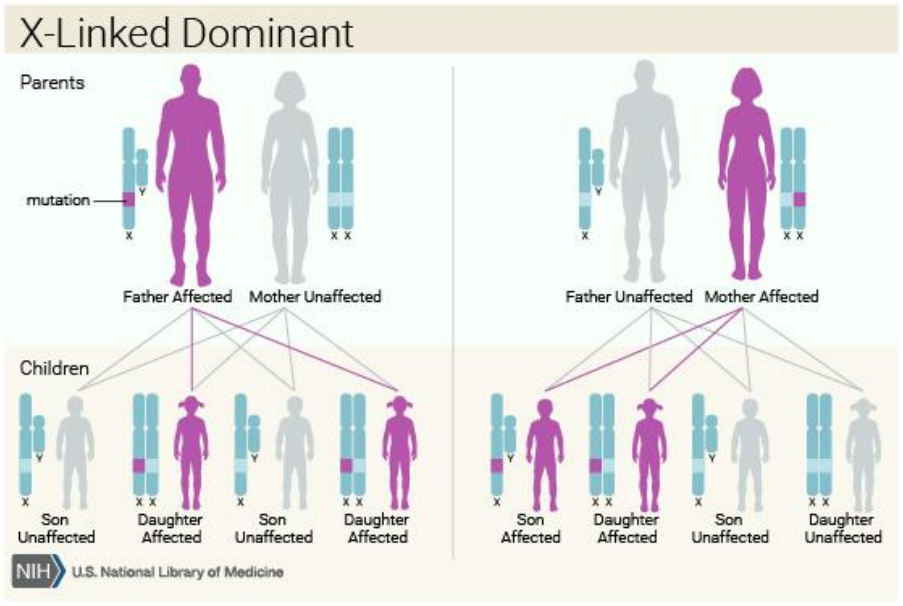 X-Linked Dominant
Parents
mutation
Y
X
X X
Y
X
X X
Father Affected Mother Unaffected
Father Unaffected Mother Affected
Children
Y
X
X X
Y
X
X X
Y
X
X X
Y
X
X X
Son
Unaffected
Daughter
Affected
Son
Unaffected
Daughter
Affected
Son
Affected
Daughter
Affected
Son
Unaffected
Daughter
Unaffected
NIH U.S. National Library of Medicine